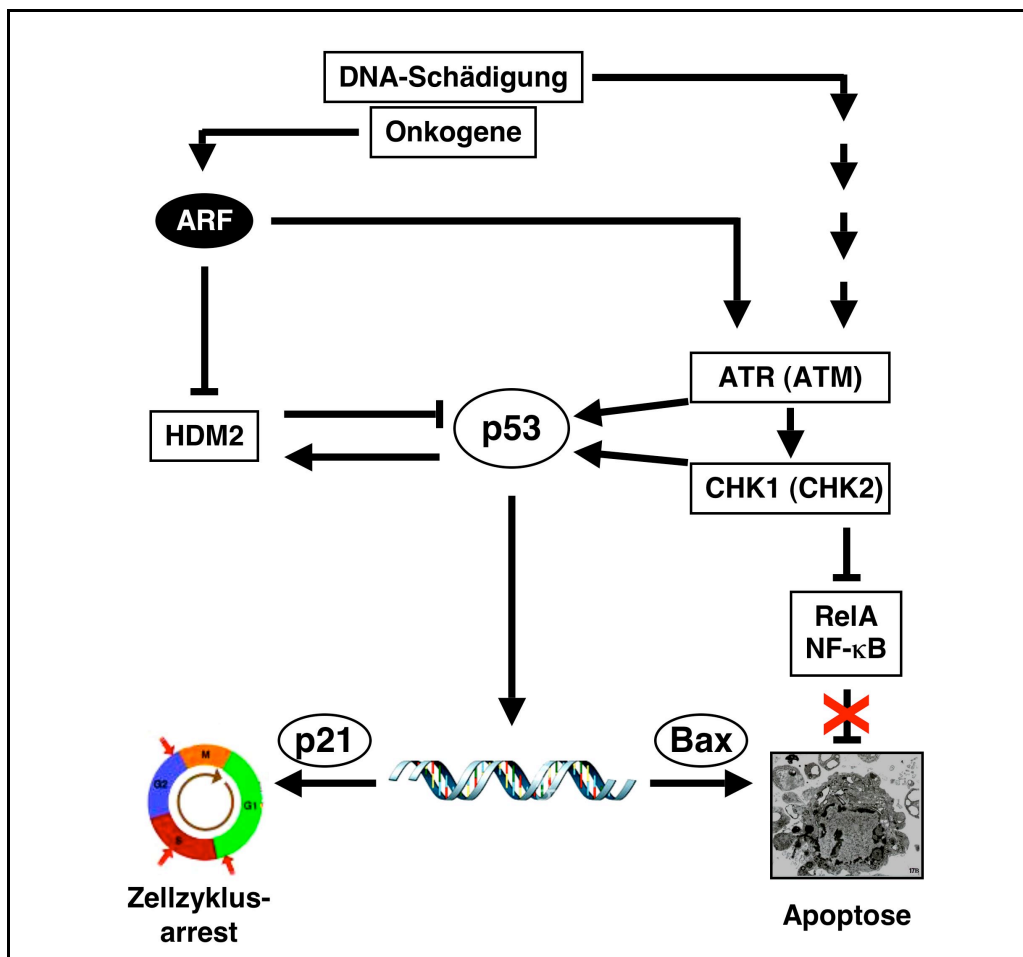 DNA-Schädigung
Onkogene
ARF
ATR (ATM)
HDM2
p53
CHK1 (CHK2)
RelA
NF-κB
p21
Bax
M
G2
G1
S
17b
Zellzyklus-
arrest
Apoptose